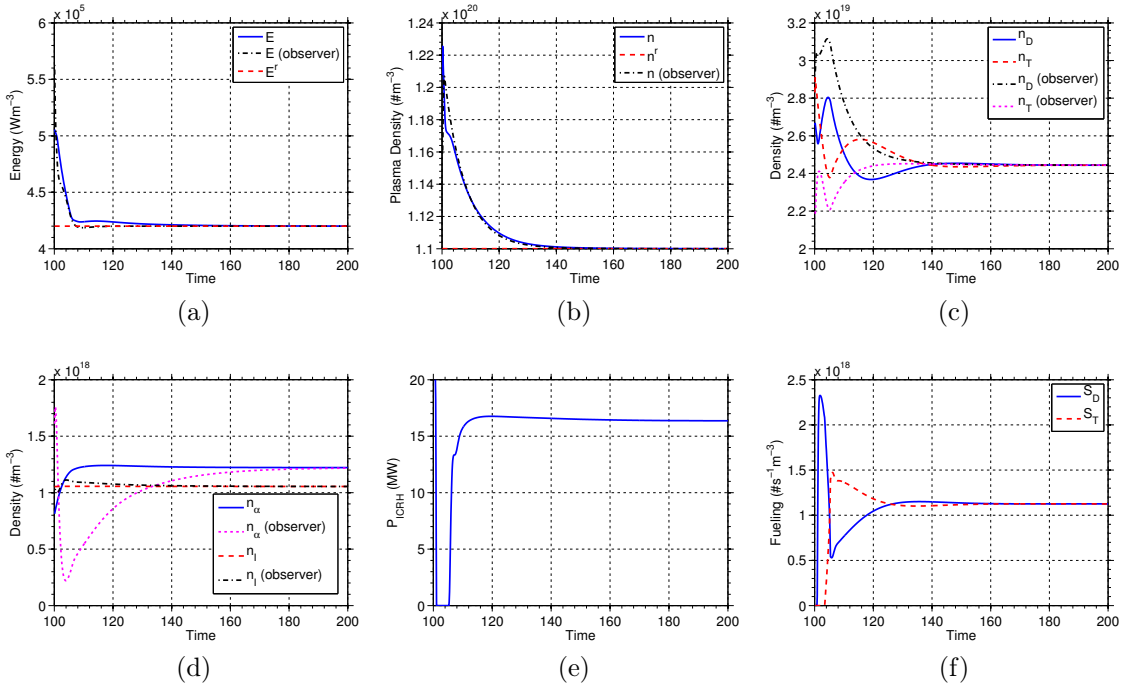 x 10^5
6
5.5
5
4.5
4
Energy (Wm^−3)
E
E (observer)
E^r
100 120 140 160 180 200
Time
(a)
x 10^20
1.24
1.22
1.20
1.18
1.16
1.14
1.12
1.1
Plasma Density (#m^−3)
n
n^r
n (observer)
100 120 140 160 180 200
Time
(b)
x 10^19
3.2
3
2.8
2.6
2.4
2.2
2
Density (#m^−3)
n_D
n_T
n_D (observer)
n_T (observer)
100 120 140 160 180 200
Time
(c)
x 10^18
2
1.5
1
0.5
0
Density (#m^−3)
n_α
n_α (observer)
n_I
n_I (observer)
100 120 140 160 180 200
Time
(d)
20
15
10
5
0
P_ICRH (MW)
100 120 140 160 180 200
Time
(e)
x 10^18
2.5
2
1.5
1
0.5
0
Fueling (#s^−1m^−3)
S_D
S_T
100 120 140 160 180 200
Time
(f)